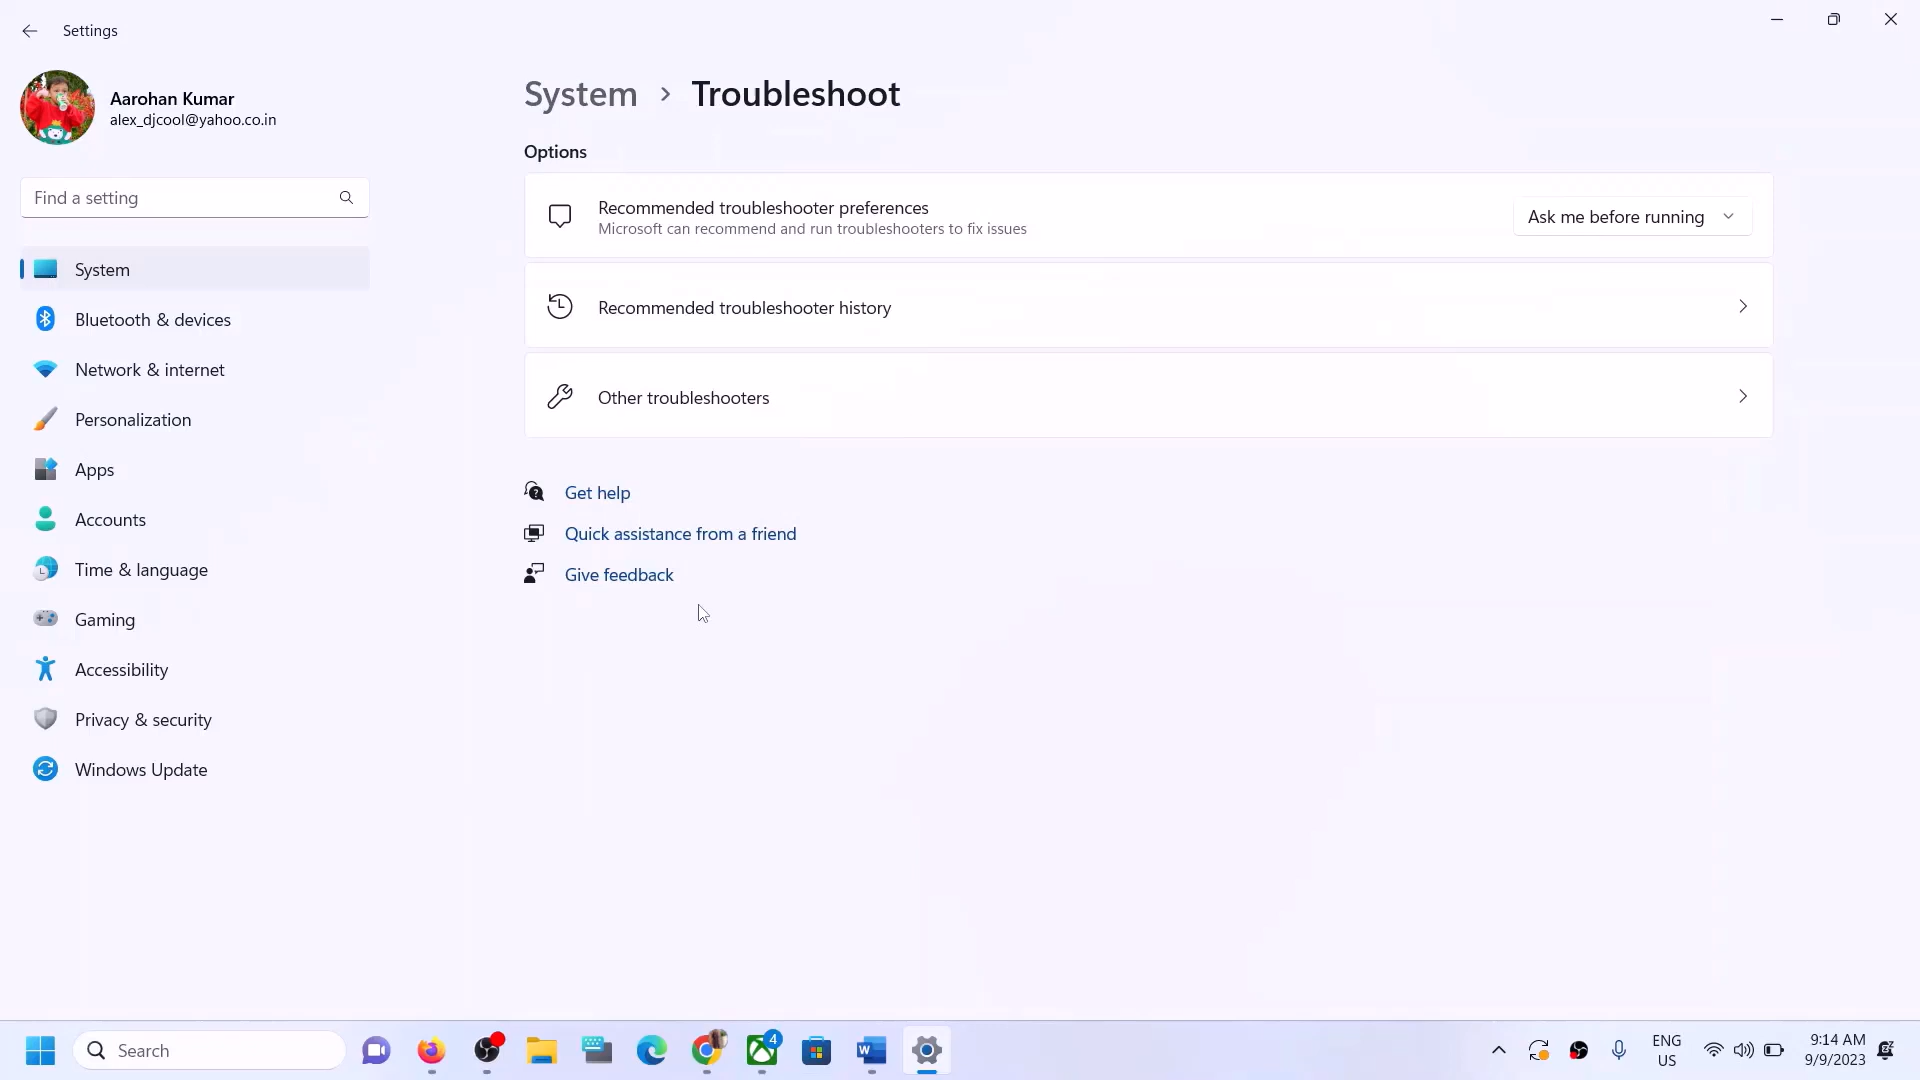 Settings
Aarohan Kumar
alex_djcool@yahoo.co.in
Find a setting
System
Bluetooth & devices
Network & internet
Personalization
Apps
Accounts
Time & language
Gaming
Accessibility
Privacy & security
Windows Update
System > Troubleshoot
Options
Recommended troubleshooter preferences
Microsoft can recommend and run troubleshooters to fix issues
Ask me before running
Recommended troubleshooter history
Other troubleshooters
Get help
Quick assistance from a friend
Give feedback
Search
4
ENG
US
9:14 AM
9/9/2023